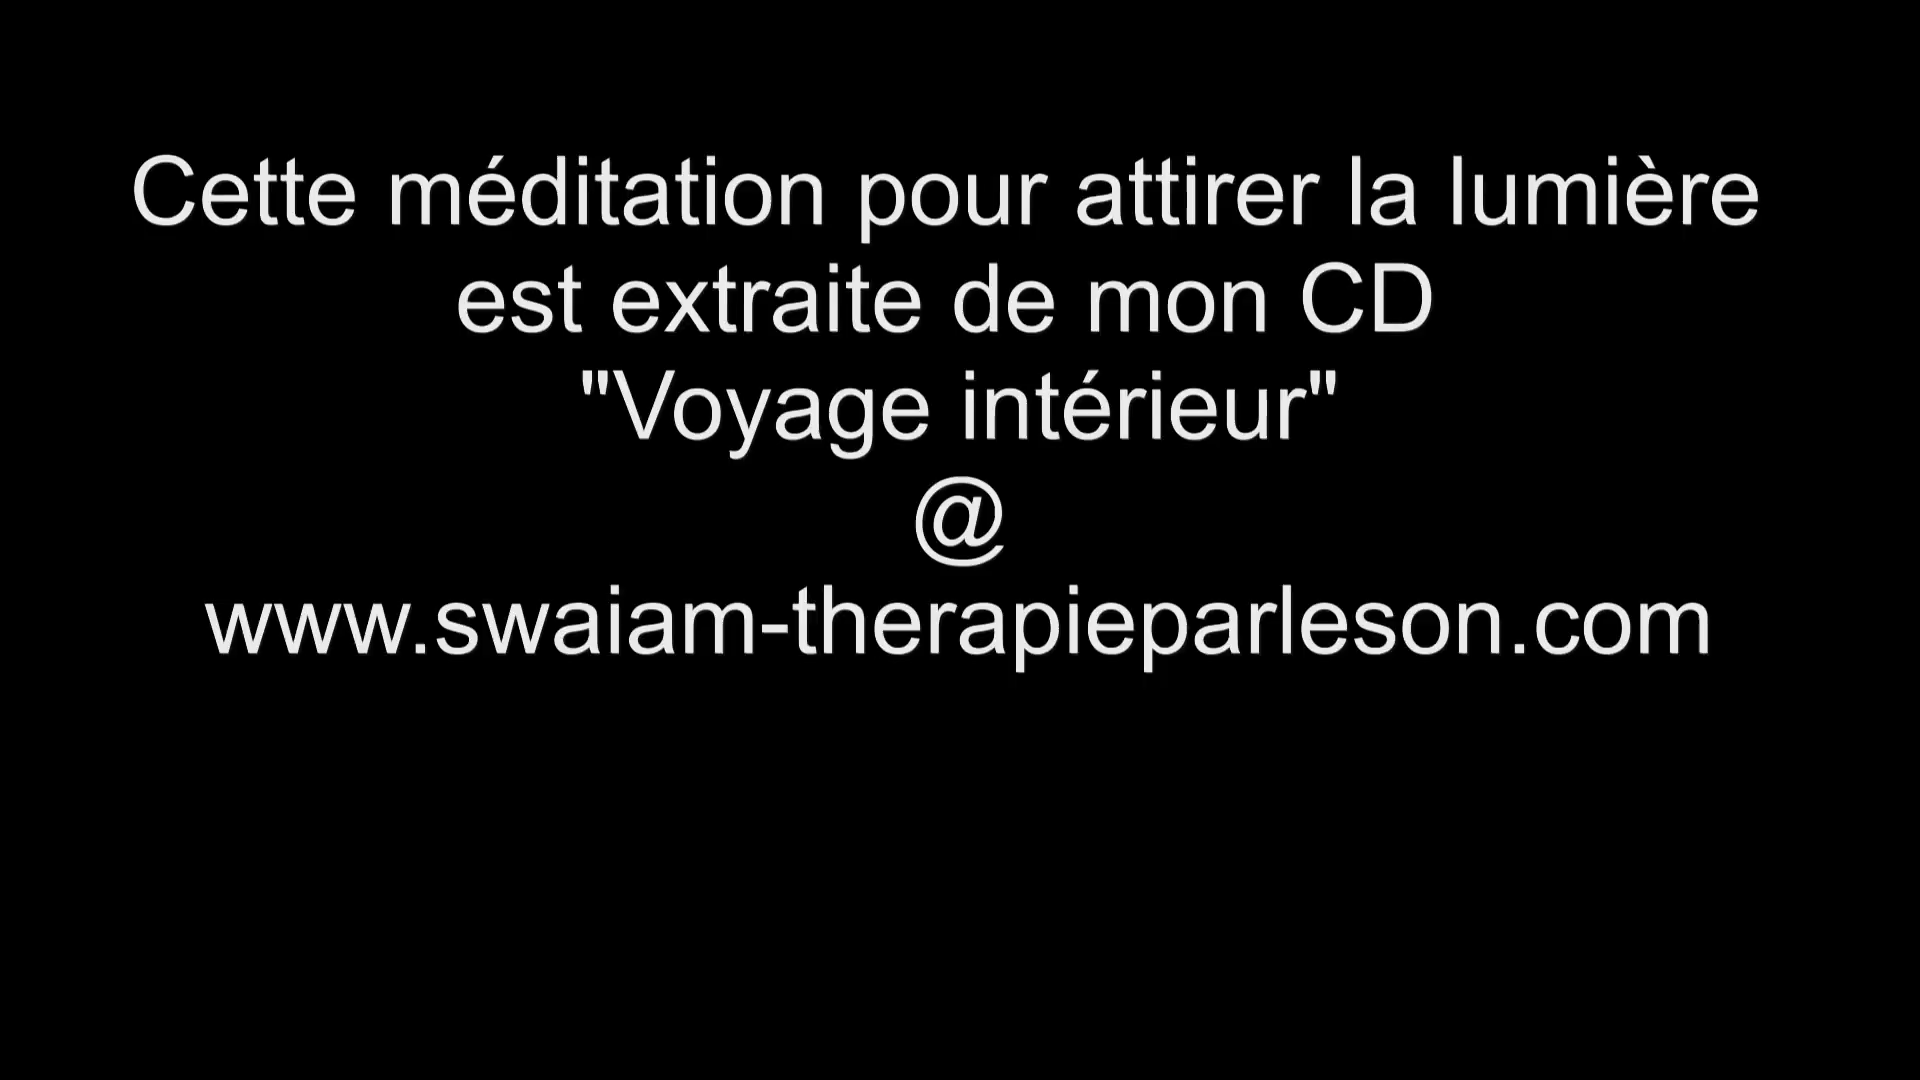 Cette méditation pour attirer la lumière
est extraite de mon CD
"Voyage intérieur"
@
www.swaiam-therapieparleson.com